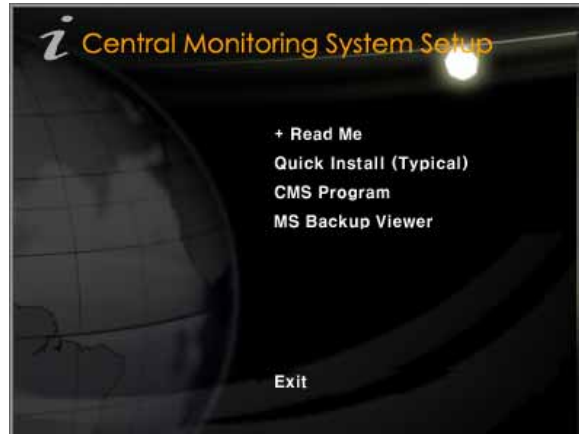 i Central Monitoring System Setup
+ Read Me
Quick Install (Typical)
CMS Program
MS Backup Viewer
Exit